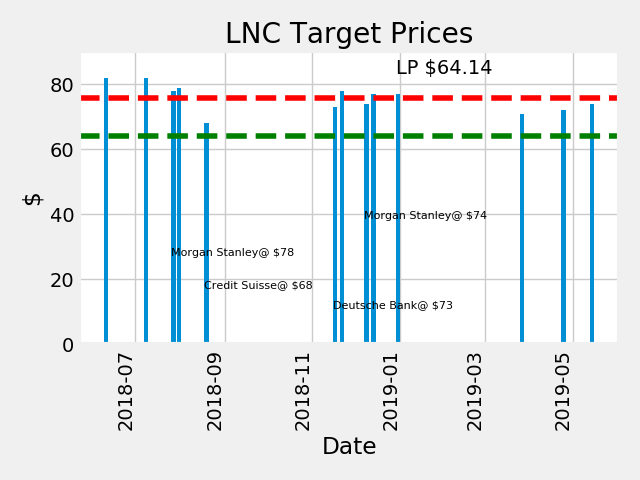 LNC Target Prices
LP $64.14
80
60
40
20
0
$
Morgan Stanley@ $74
Morgan Stanley@ $78
Credit Suisse@ $68
Deutsche Bank@ $73
2018-07
2018-09
2018-11
2019-01
2019-03
2019-05
Date